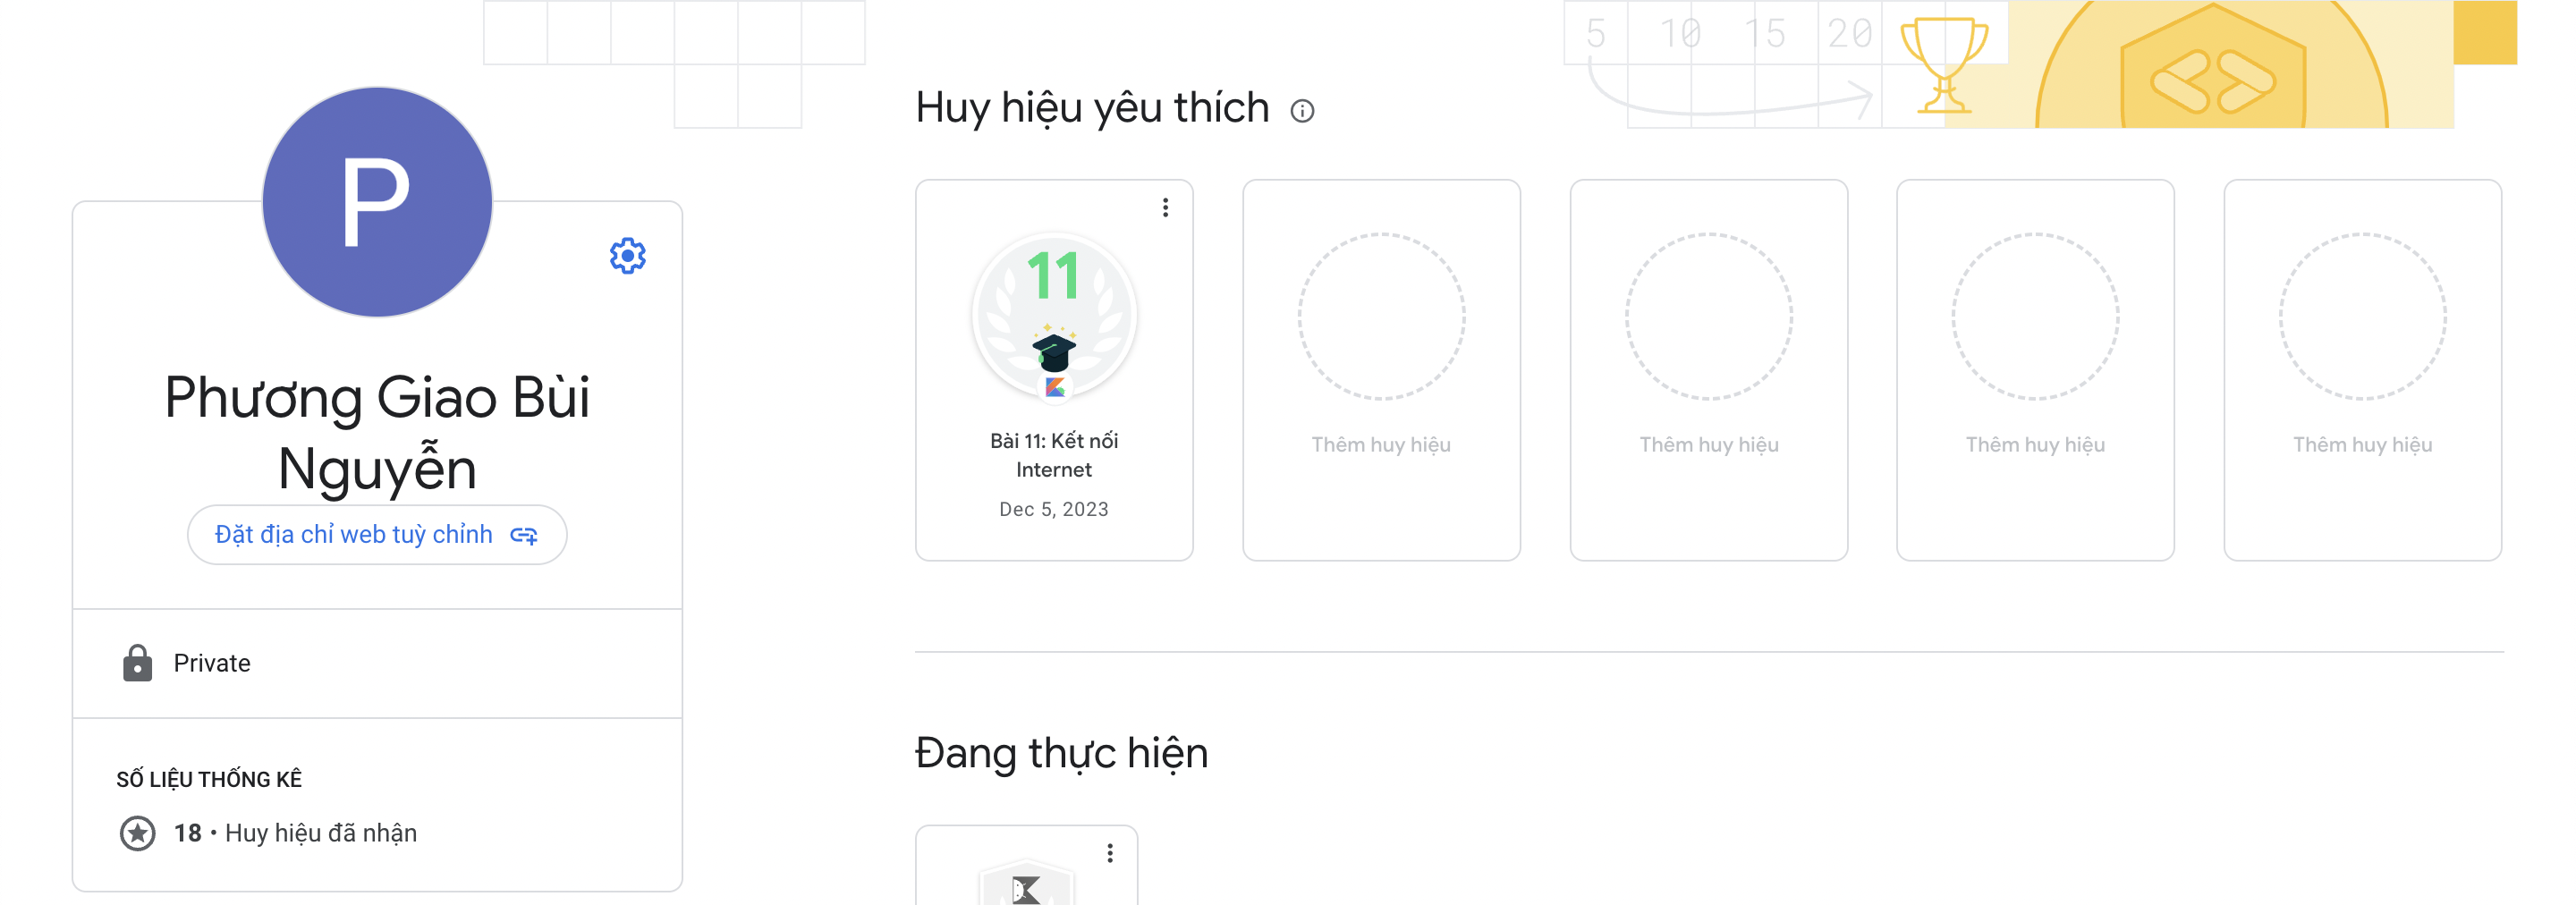 P
Phương Giao Bùi
Nguyễn
Đặt địa chỉ web tuỳ chỉnh
Private
SỐ LIỆU THỐNG KÊ
18 • Huy hiệu đã nhận
5 10 15 20
Huy hiệu yêu thích
11
Bài 11: Kết nối
Internet
Dec 5, 2023
Thêm huy hiệu
Thêm huy hiệu
Thêm huy hiệu
Thêm huy hiệu
Đang thực hiện